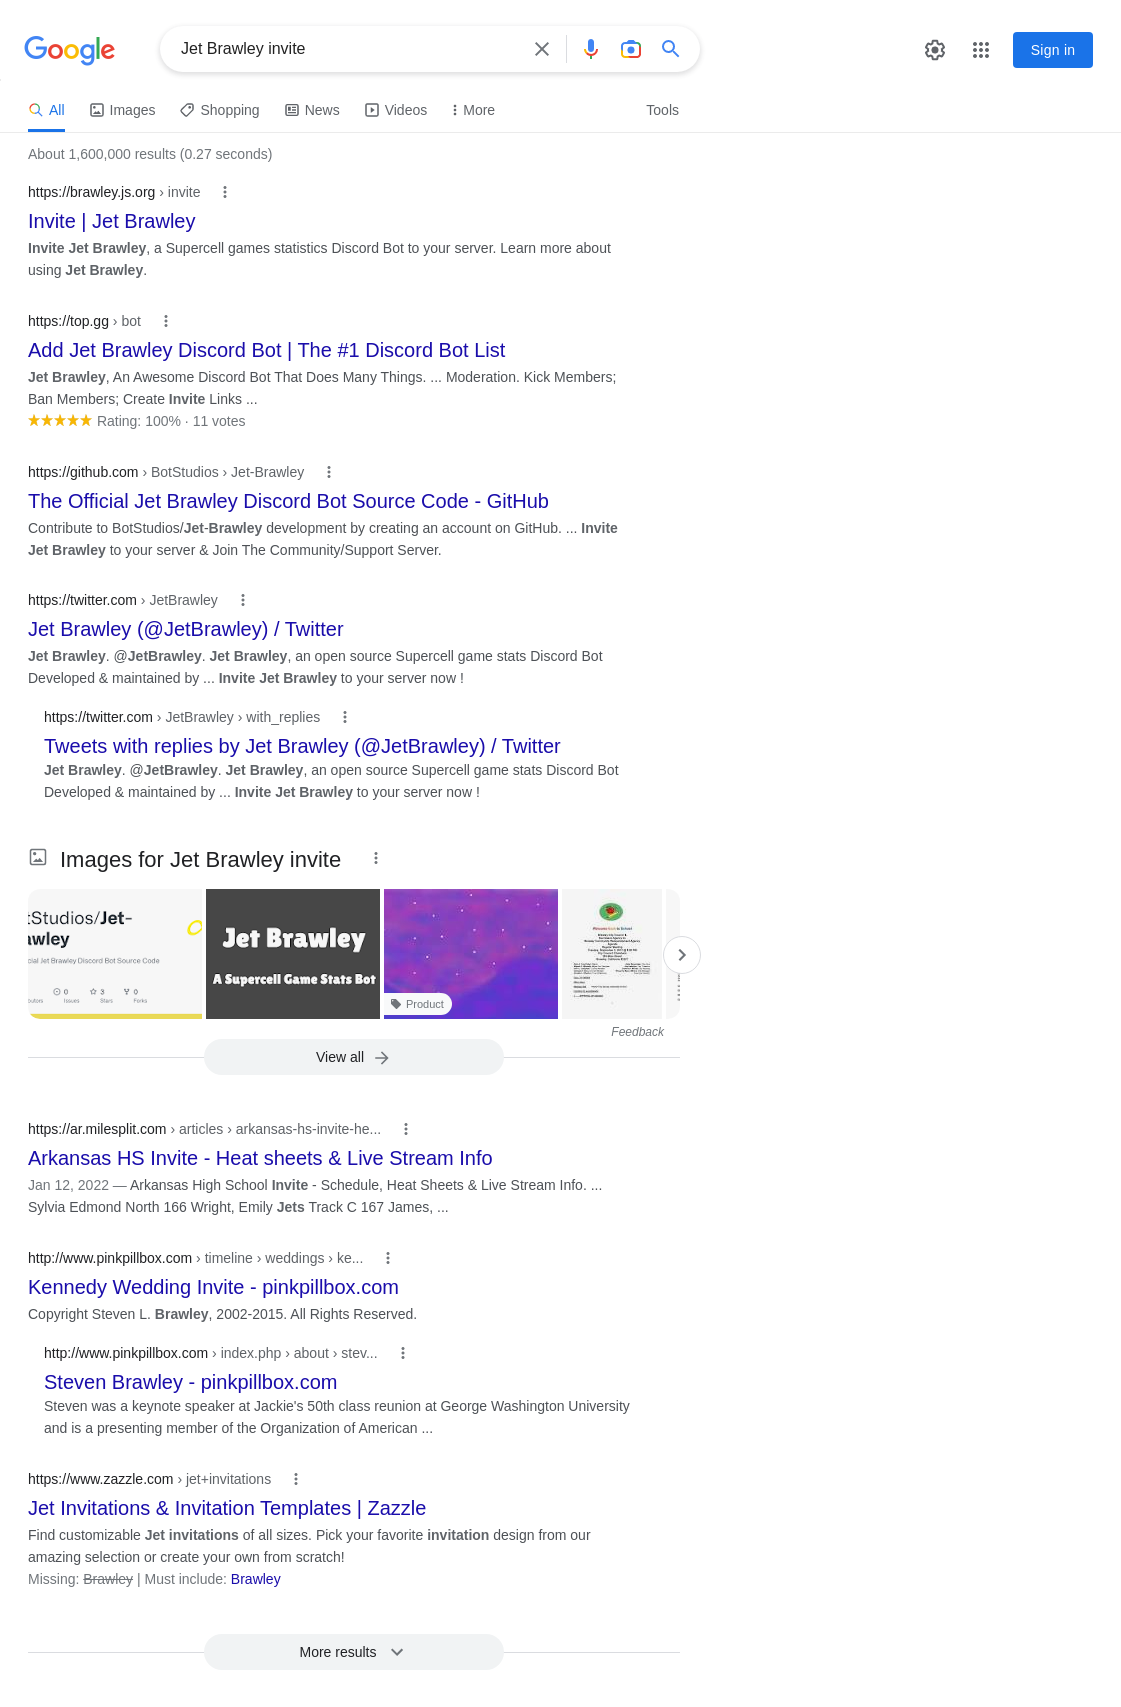 Google
Jet Brawley invite
Sign in
All
Images
Shopping
News
Videos
More
Tools
About 1,600,000 results (0.27 seconds)
https://brawley.js.org › invite
Invite | Jet Brawley
Invite Jet Brawley, a Supercell games statistics Discord Bot to your server. Learn more about
using Jet Brawley.
https://top.gg › bot
Add Jet Brawley Discord Bot | The #1 Discord Bot List
Jet Brawley, An Awesome Discord Bot That Does Many Things. ... Moderation. Kick Members;
Ban Members; Create Invite Links ...
Rating: 100% · 11 votes
https://github.com › BotStudios › Jet-Brawley
The Official Jet Brawley Discord Bot Source Code - GitHub
Contribute to BotStudios/Jet-Brawley development by creating an account on GitHub. ... Invite
Jet Brawley to your server & Join The Community/Support Server.
https://twitter.com › JetBrawley
Jet Brawley (@JetBrawley) / Twitter
Jet Brawley. @JetBrawley. Jet Brawley, an open source Supercell game stats Discord Bot
Developed & maintained by ... Invite Jet Brawley to your server now !
https://twitter.com › JetBrawley › with_replies
Tweets with replies by Jet Brawley (@JetBrawley) / Twitter
Jet Brawley. @JetBrawley. Jet Brawley, an open source Supercell game stats Discord Bot
Developed & maintained by ... Invite Jet Brawley to your server now !
Images for Jet Brawley invite
tStudios/Jet-
awley
cial Jet Brawley Discord Bot Source Code
0 3 0
butors Issues Stars Forks
Jet Brawley
A Supercell Game Stats Bot
Product
Welcome Back to School
Feedback
View all
https://ar.milesplit.com › articles › arkansas-hs-invite-he...
Arkansas HS Invite - Heat sheets & Live Stream Info
Jan 12, 2022 — Arkansas High School Invite - Schedule, Heat Sheets & Live Stream Info. ...
Sylvia Edmond North 166 Wright, Emily Jets Track C 167 James, ...
http://www.pinkpillbox.com › timeline › weddings › ke...
Kennedy Wedding Invite - pinkpillbox.com
Copyright Steven L. Brawley, 2002-2015. All Rights Reserved.
http://www.pinkpillbox.com › index.php › about › stev...
Steven Brawley - pinkpillbox.com
Steven was a keynote speaker at Jackie's 50th class reunion at George Washington University
and is a presenting member of the Organization of American ...
https://www.zazzle.com › jet+invitations
Jet Invitations & Invitation Templates | Zazzle
Find customizable Jet invitations of all sizes. Pick your favorite invitation design from our
amazing selection or create your own from scratch!
Missing: Brawley | Must include: Brawley
More results